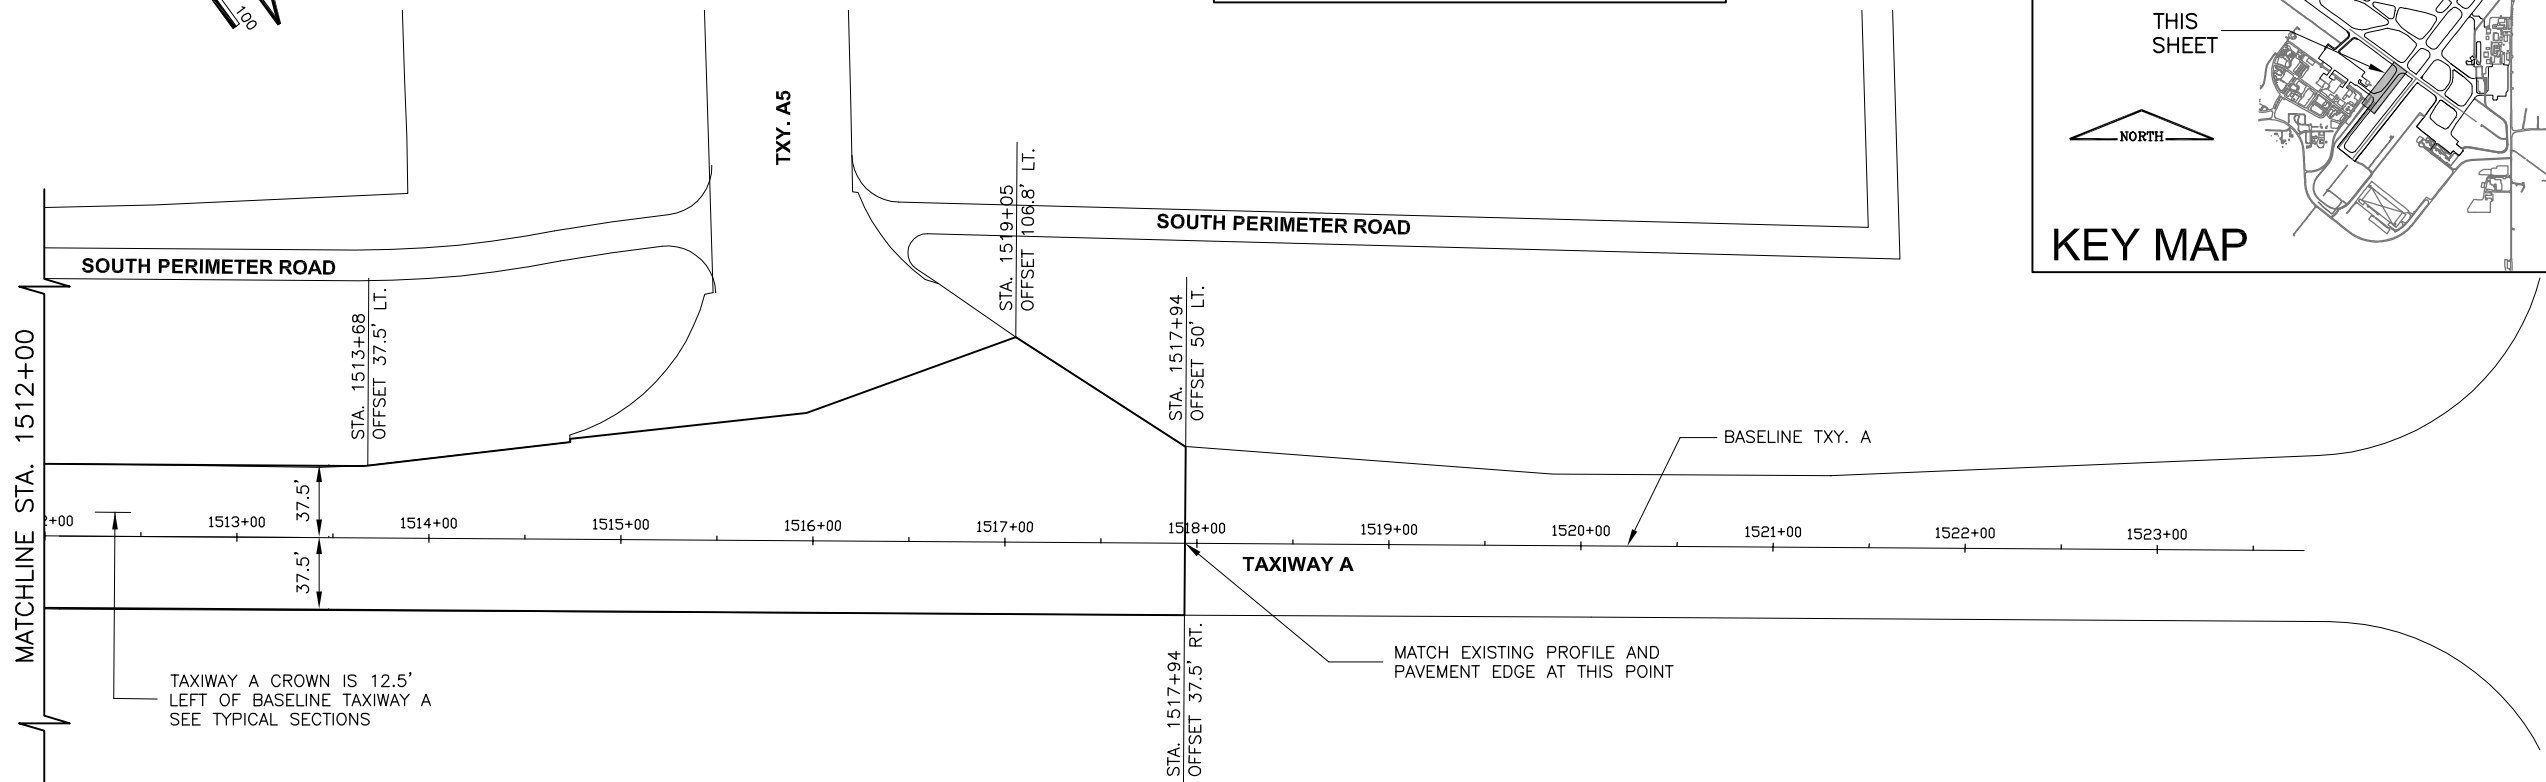 100
THIS
SHEET
NORTH
KEY MAP
TXY. A5
STA. 1519+05
OFFSET 106.8' LT.
SOUTH PERIMETER ROAD
SOUTH PERIMETER ROAD
STA. 1513+68
OFFSET 37.5' LT.
STA. 1517+94
OFFSET 50' LT.
MATCHLINE STA. 1512+00
BASELINE TXY. A
37.5'
2+00
1513+00
1514+00
1515+00
1516+00
1517+00
1518+00
1519+00
1520+00
1521+00
1522+00
1523+00
37.5'
TAXIWAY A
TAXIWAY A CROWN IS 12.5'
LEFT OF BASELINE TAXIWAY A
SEE TYPICAL SECTIONS
STA. 1517+94
OFFSET 37.5' RT.
MATCH EXISTING PROFILE AND
PAVEMENT EDGE AT THIS POINT